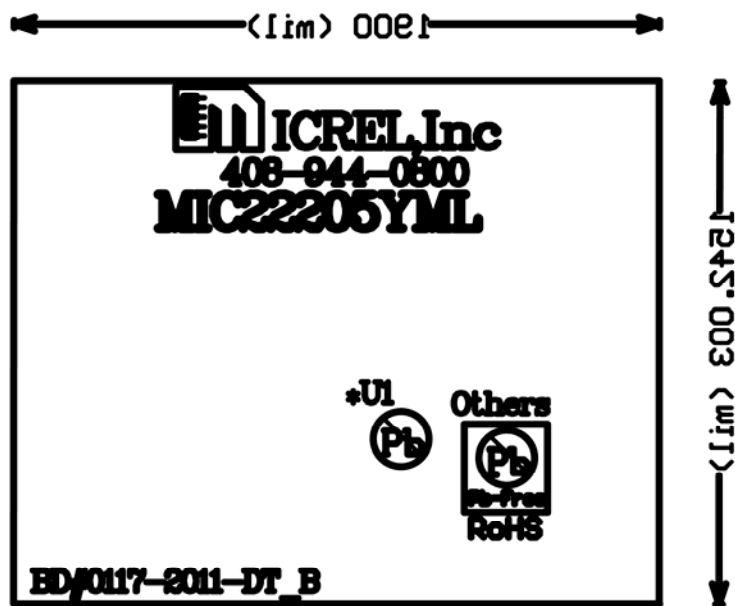 1900 (mil)
ICREL,Inc
408-944-0800
MIC22205YML
1542.003 (mil)
*U1
Others
Pb
Pb
Pb-Free
RoHS
BD#0117-2011-DT_B